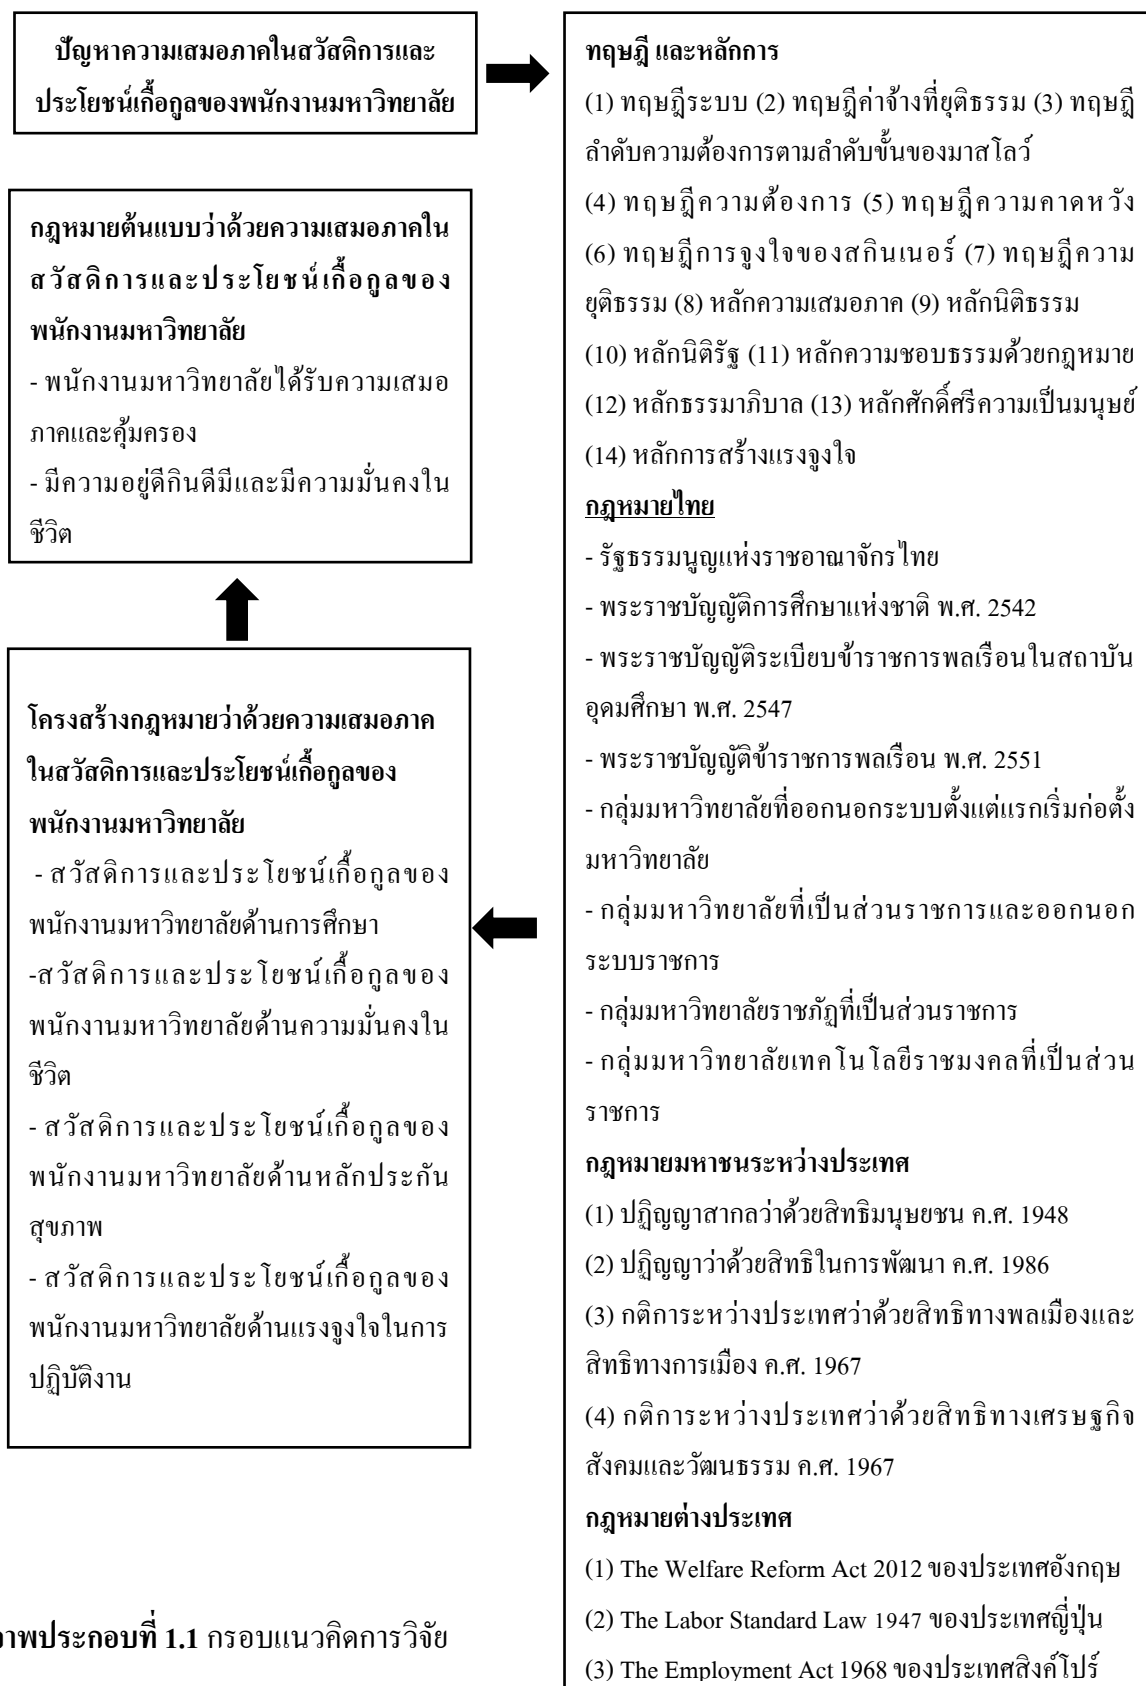 ปัญหาความเสมอภาคในสวัสดิการและ
ประโยชน์เกื้อกูลของพนักงานมหาวิทยาลัย
ทฤษฎี และหลักการ
(1) ทฤษฎีระบบ (2) ทฤษฎีค่าจ้างที่ยุติธรรม (3) ทฤษฎี
ลำดับความต้องการตามลำดับขั้นของมาสโลว์
(4) ทฤษฎีความต้องการ (5) ทฤษฎีความคาดหวัง
(6) ทฤษฎีการจูงใจของสกินเนอร์ (7) ทฤษฎีความ
ยุติธรรม (8) หลักความเสมอภาค (9) หลักนิติธรรม
(10) หลักนิติรัฐ (11) หลักความชอบธรรมด้วยกฎหมาย
(12) หลักธรรมาภิบาล (13) หลักศักดิ์ศรีความเป็นมนุษย์
(14) หลักการสร้างแรงจูงใจ
กฎหมายไทย
- รัฐธรรมนูญแห่งราชอาณาจักรไทย
- พระราชบัญญัติการศึกษาแห่งชาติ พ.ศ. 2542
- พระราชบัญญัติระเบียบข้าราชการพลเรือนในสถาบัน
อุดมศึกษา พ.ศ. 2547
- พระราชบัญญัติข้าราชการพลเรือน พ.ศ. 2551
- กลุ่มมหาวิทยาลัยที่ออกนอกระบบตั้งแต่แรกเริ่มก่อตั้ง
มหาวิทยาลัย
- กลุ่มมหาวิทยาลัยที่เป็นส่วนราชการและออกนอก
ระบบราชการ
- กลุ่มมหาวิทยาลัยราชภัฏที่เป็นส่วนราชการ
- กลุ่มมหาวิทยาลัยเทคโนโลยีราชมงคลที่เป็นส่วน
ราชการ
กฎหมายมหาชนระหว่างประเทศ
(1) ปฏิญญาสากลว่าด้วยสิทธิมนุษยชน ค.ศ. 1948
(2) ปฏิญญาว่าด้วยสิทธิในการพัฒนา ค.ศ. 1986
(3) กติการะหว่างประเทศว่าด้วยสิทธิทางพลเมืองและ
สิทธิทางการเมือง ค.ศ. 1967
(4) กติการะหว่างประเทศว่าด้วยสิทธิทางเศรษฐกิจ
สังคมและวัฒนธรรม ค.ศ. 1967
กฎหมายต่างประเทศ
(1) The Welfare Reform Act 2012 ของประเทศอังกฤษ
(2) The Labor Standard Law 1947 ของประเทศญี่ปุ่น
(3) The Employment Act 1968 ของประเทศสิงค์โปร์
โครงสร้างกฎหมายว่าด้วยความเสมอภาค
ในสวัสดิการและประโยชน์เกื้อกูลของ
พนักงานมหาวิทยาลัย
- สวัสดิการและประโยชน์เกื้อกูลของ
พนักงานมหาวิทยาลัยด้านการศึกษา
-สวัสดิการและประโยชน์เกื้อกูลของ
พนักงานมหาวิทยาลัยด้านความมั่นคงใน
ชีวิต
- สวัสดิการและประโยชน์เกื้อกูลของ
พนักงานมหาวิทยาลัยด้านหลักประกัน
สุขภาพ
- สวัสดิการและประโยชน์เกื้อกูลของ
พนักงานมหาวิทยาลัยด้านแรงจูงใจในการ
ปฏิบัติงาน
กฎหมายต้นแบบว่าด้วยความเสมอภาคใน
สวัสดิการและประโยชน์เกื้อกูลของ
พนักงานมหาวิทยาลัย
- พนักงานมหาวิทยาลัยได้รับความเสมอ
ภาคและคุ้มครอง
- มีความอยู่ดีกินดีมีและมีความมั่นคงใน
ชีวิต
าพประกอบที่ 1.1 กรอบแนวคิดการวิจัย